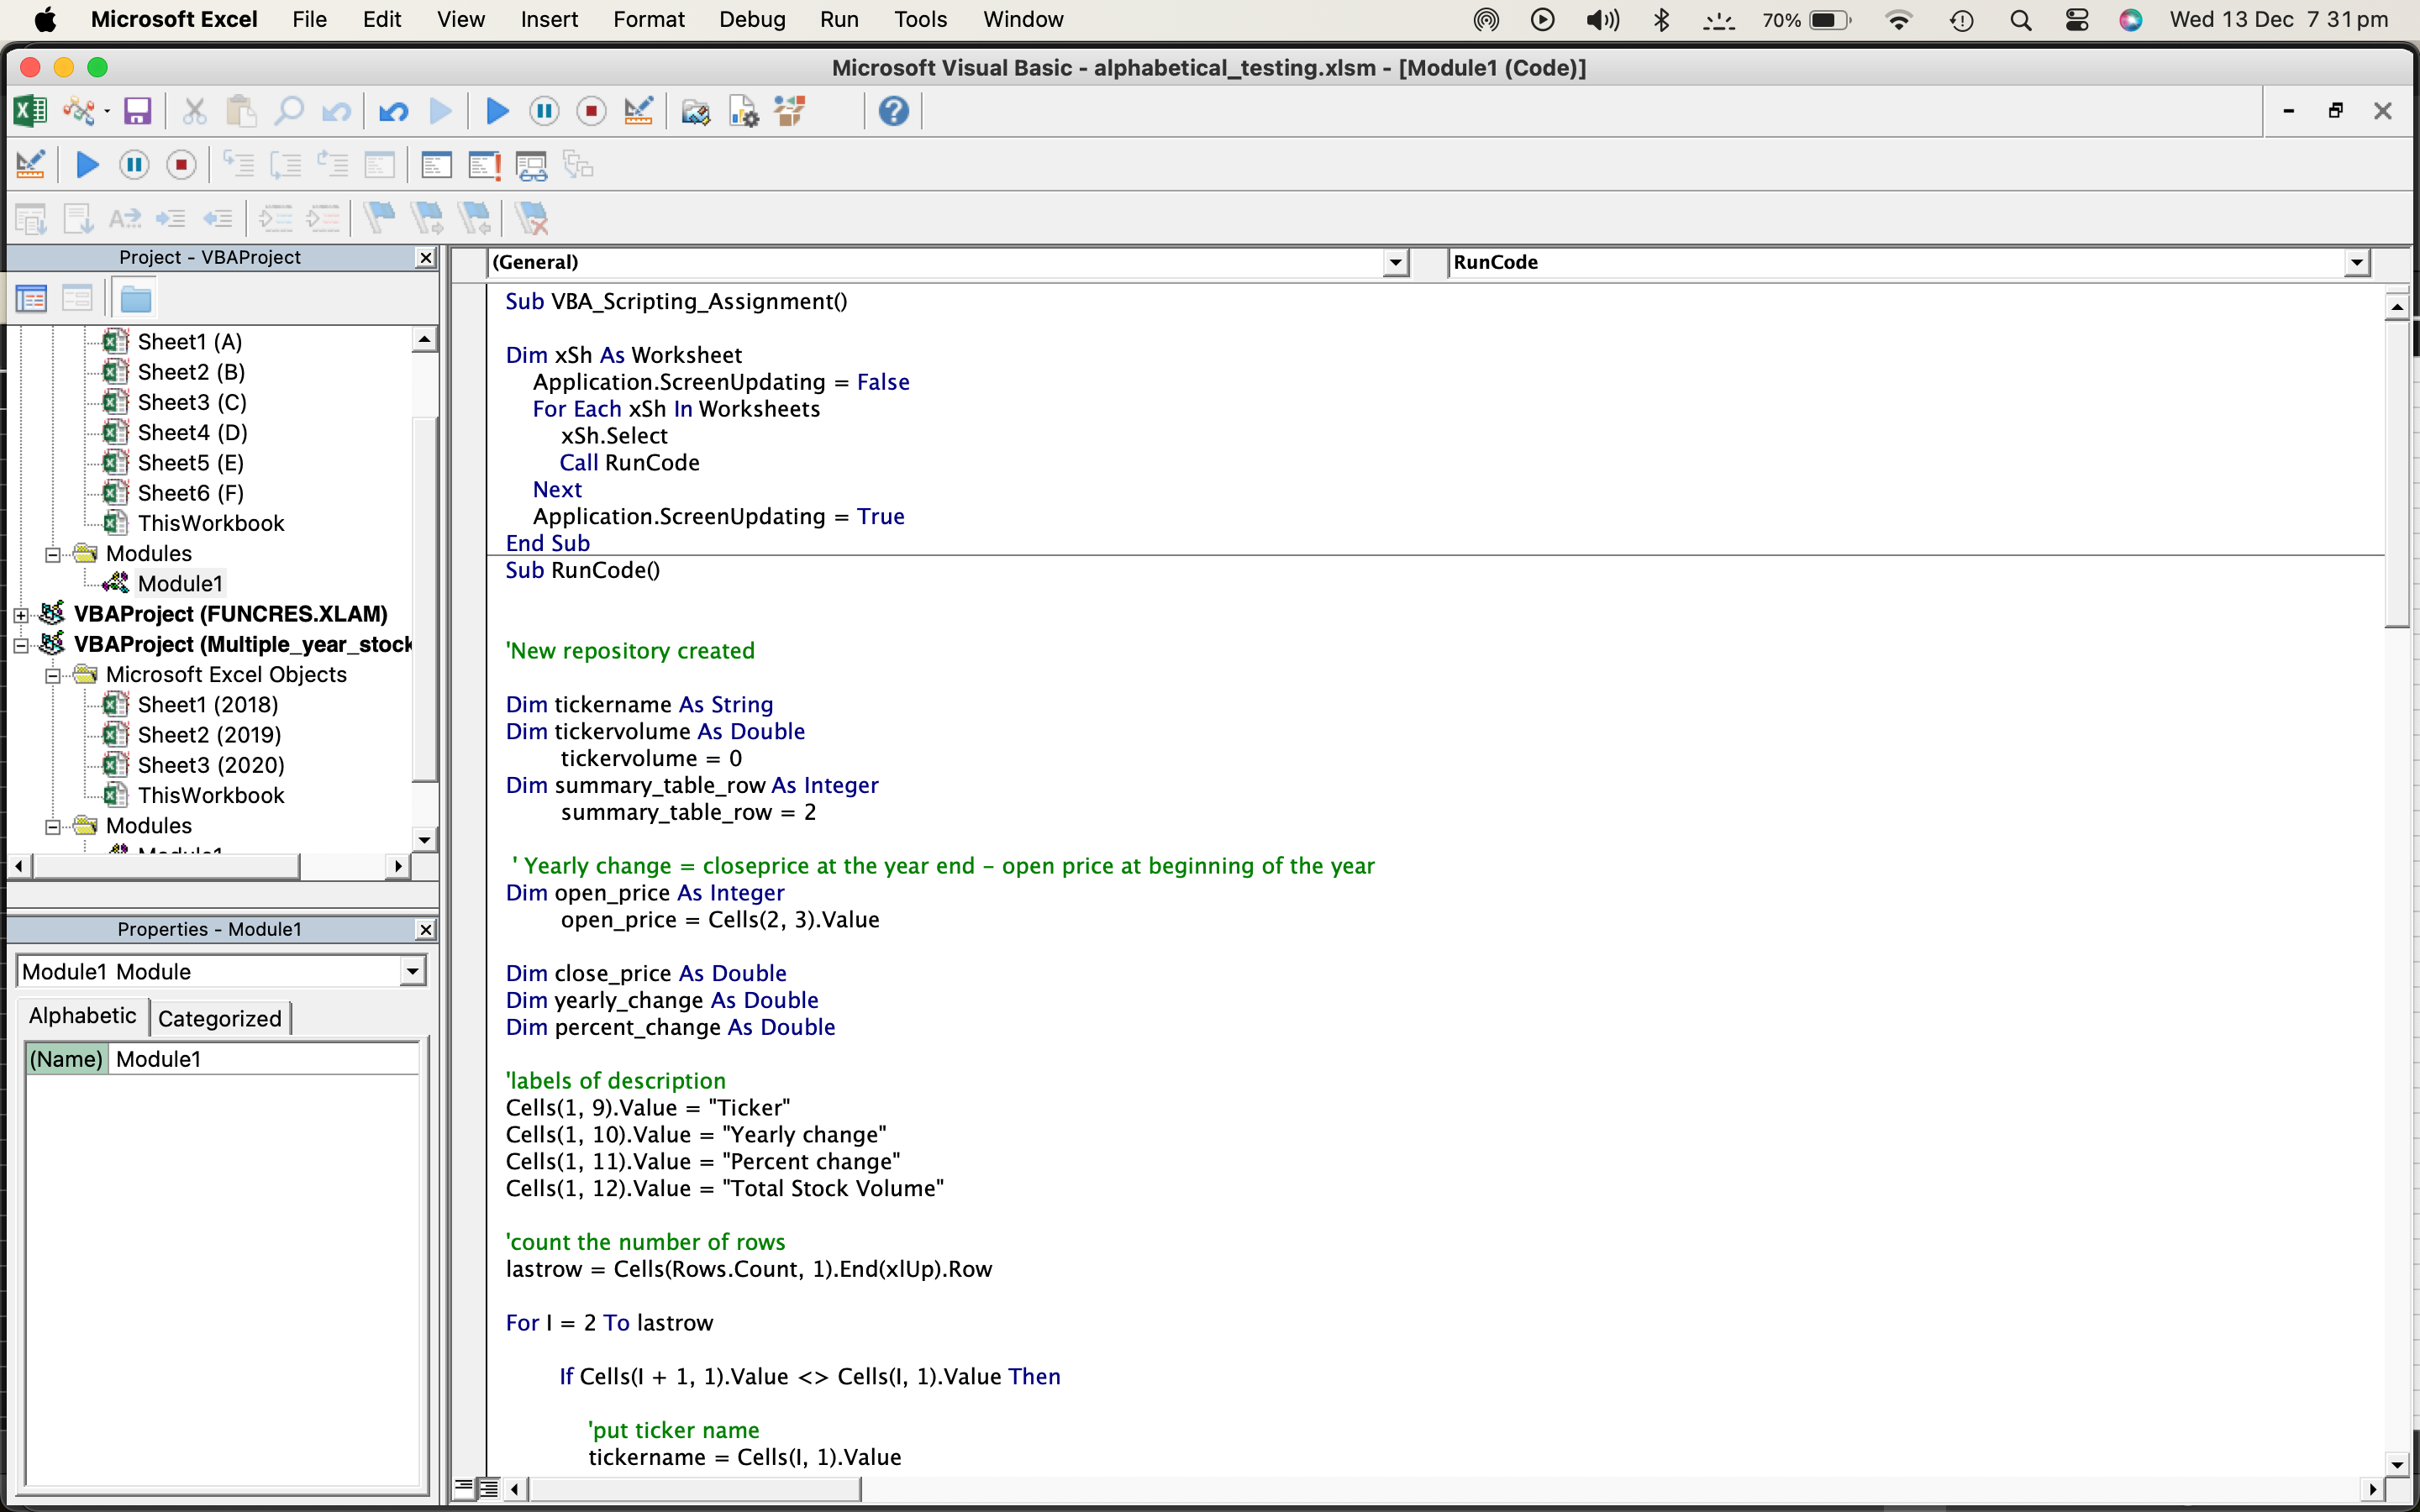 Microsoft Excel File Edit View Insert Format Debug Run Tools Window 70% Wed 13 Dec 7 31 pm
Microsoft Visual Basic - alphabetical_testing.xlsm - [Module1 (Code)]
Project - VBAProject
Sheet1 (A)
Sheet2 (B)
Sheet3 (C)
Sheet4 (D)
Sheet5 (E)
Sheet6 (F)
ThisWorkbook
Modules
Module1
VBAProject (FUNCRES.XLAM)
VBAProject (Multiple_year_stock
Microsoft Excel Objects
Sheet1 (2018)
Sheet2 (2019)
Sheet3 (2020)
ThisWorkbook
Modules
Module1
Properties - Module1
Module1 Module
Alphabetic Categorized
(Name) Module1
(General) RunCode
Sub VBA_Scripting_Assignment()
Dim xSh As Worksheet
Application.ScreenUpdating = False
For Each xSh In Worksheets
xSh.Select
Call RunCode
Next
Application.ScreenUpdating = True
End Sub
Sub RunCode()
'New repository created
Dim tickername As String
Dim tickervolume As Double
tickervolume = 0
Dim summary_table_row As Integer
summary_table_row = 2
' Yearly change = closeprice at the year end – open price at beginning of the year
Dim open_price As Integer
open_price = Cells(2, 3).Value
Dim close_price As Double
Dim yearly_change As Double
Dim percent_change As Double
'labels of description
Cells(1, 9).Value = "Ticker"
Cells(1, 10).Value = "Yearly change"
Cells(1, 11).Value = "Percent change"
Cells(1, 12).Value = "Total Stock Volume"
'count the number of rows
lastrow = Cells(Rows.Count, 1).End(xlUp).Row
For I = 2 To lastrow
If Cells(I + 1, 1).Value <> Cells(I, 1).Value Then
'put ticker name
tickername = Cells(I, 1).Value